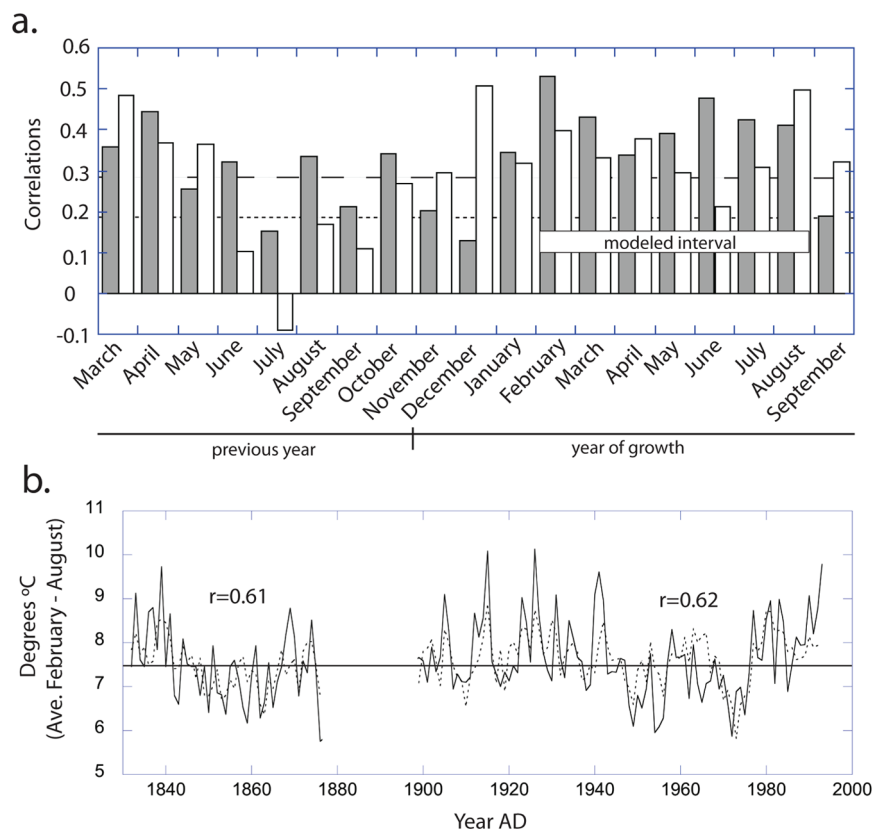 a.
0.6
0.5
0.4
0.3
0.2
0.1
0
-0.1
Correlations
modeled interval
March
April
May
June
July
August
September
October
November
December
January
February
March
April
May
June
July
August
September
previous year
year of growth
b.
11
10
9
8
7
6
5
Degrees ºC
(Ave. February - August)
r=0.61
r=0.62
1840
1860
1880
1900
1920
1940
1960
1980
2000
Year AD